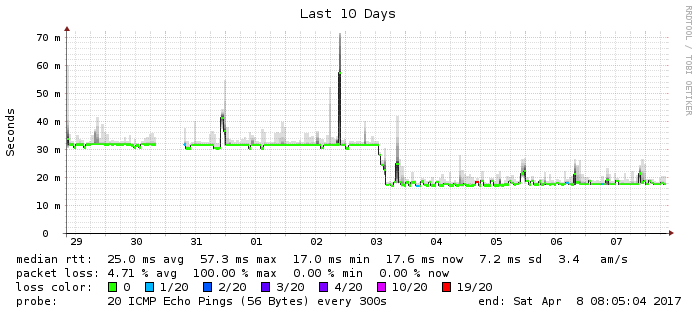 Last 10 Days
RRDTOOL / TOBI OETIKER
Seconds
70 m
60 m
50 m
40 m
30 m
20 m
10 m
0
29 30 31 01 02 03 04 05 06 07
median rtt: 25.0 ms avg 57.3 ms max 17.0 ms min 17.6 ms now 7.2 ms sd 3.4 am/s
packet loss: 4.71 % avg 100.00 % max 0.00 % min 0.00 % now
loss color: 0 1/20 2/20 3/20 4/20 10/20 19/20
probe: 20 ICMP Echo Pings (56 Bytes) every 300s end: Sat Apr 8 08:05:04 2017